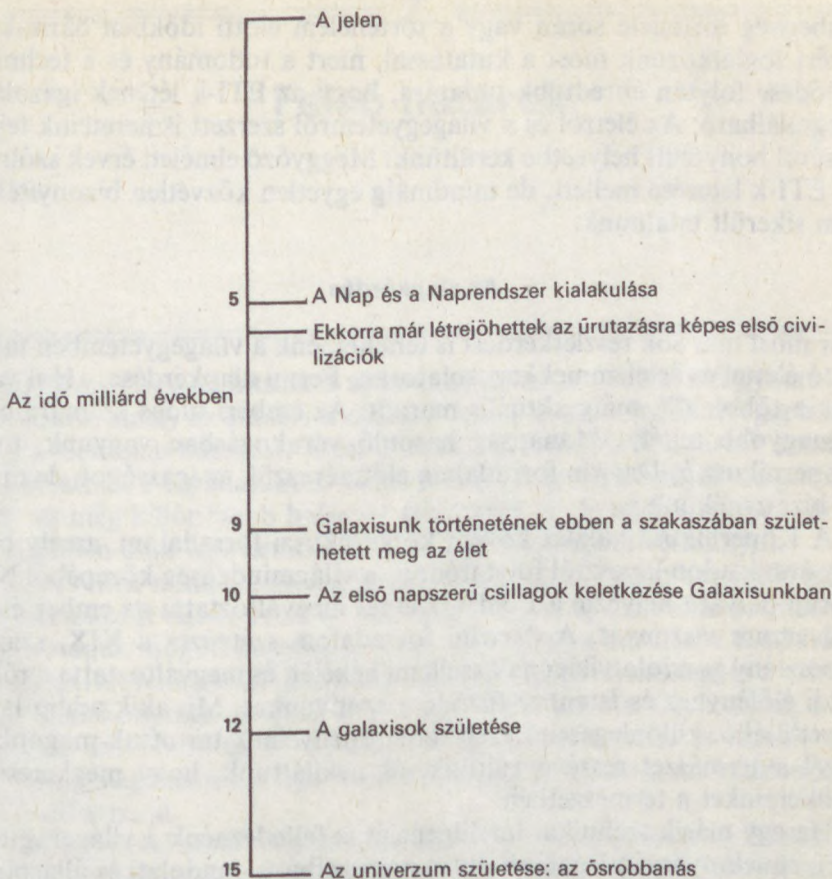 A jelen
5
A Nap és a Naprendszer kialakulása
Ekkorra már létrejöhettek az űrutazásra képes első civi-
lizációk
Az idő milliárd években
9
Galaxisunk történetének ebben a szakaszában szület-
hetett meg az élet
10
Az első napszerű csillagok keletkezése Galaxisunkban
12
A galaxisok születése
15
Az univerzum születése: az ősrobbanás